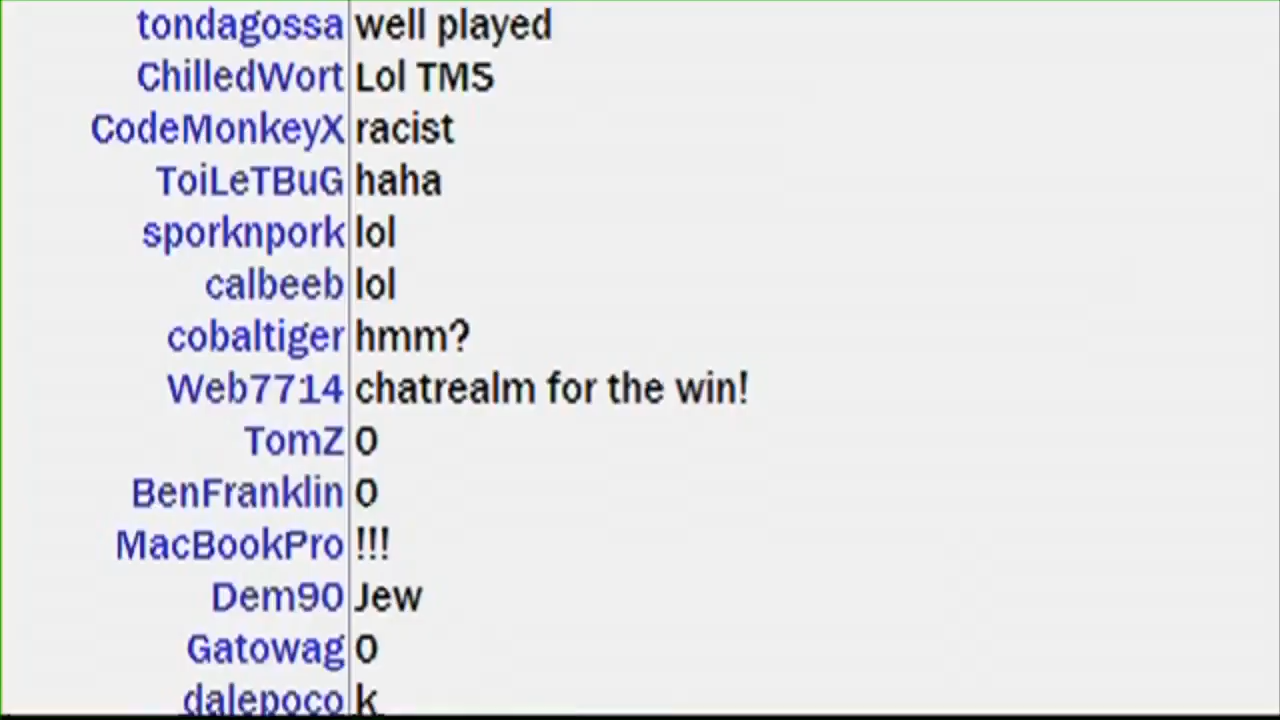 tondagossa well played
ChilledWort Lol TMS
CodeMonkeyX racist
ToiLeTBuG haha
sporknpork lol
calbeeb lol
cobaltiger hmm?
Web7714 chatrealm for the win!
TomZ 0
BenFranklin 0
MacBookPro !!!
Dem90 Jew
Gatowag 0
dalepoco k